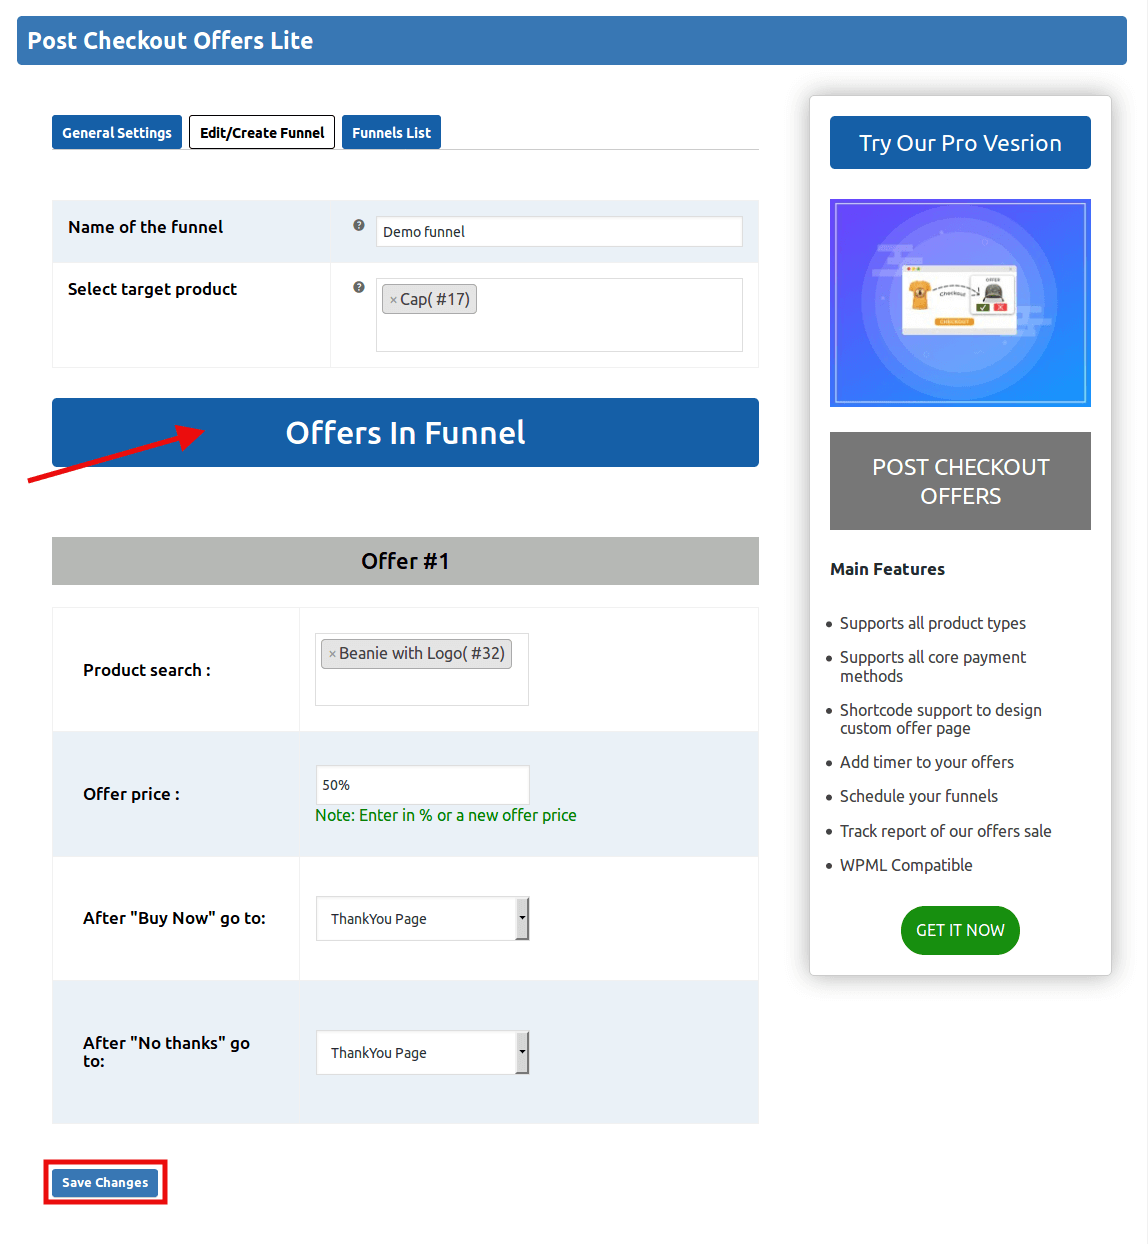 Post Checkout Offers Lite
General Settings
Edit/Create Funnel
Funnels List
Name of the funnel
Demo funnel
Select target product
×Cap( #17)
Offers In Funnel
Offer #1
Product search :
×Beanie with Logo( #32)
Offer price :
50%
Note: Enter in % or a new offer price
After "Buy Now" go to:
ThankYou Page
After "No thanks" go
to:
ThankYou Page
Save Changes
Try Our Pro Vesrion
OFFER
Checkout
CHECKOUT
POST CHECKOUT
OFFERS
Main Features
Supports all product types
Supports all core payment
methods
Shortcode support to design
custom offer page
Add timer to your offers
Schedule your funnels
Track report of our offers sale
WPML Compatible
GET IT NOW